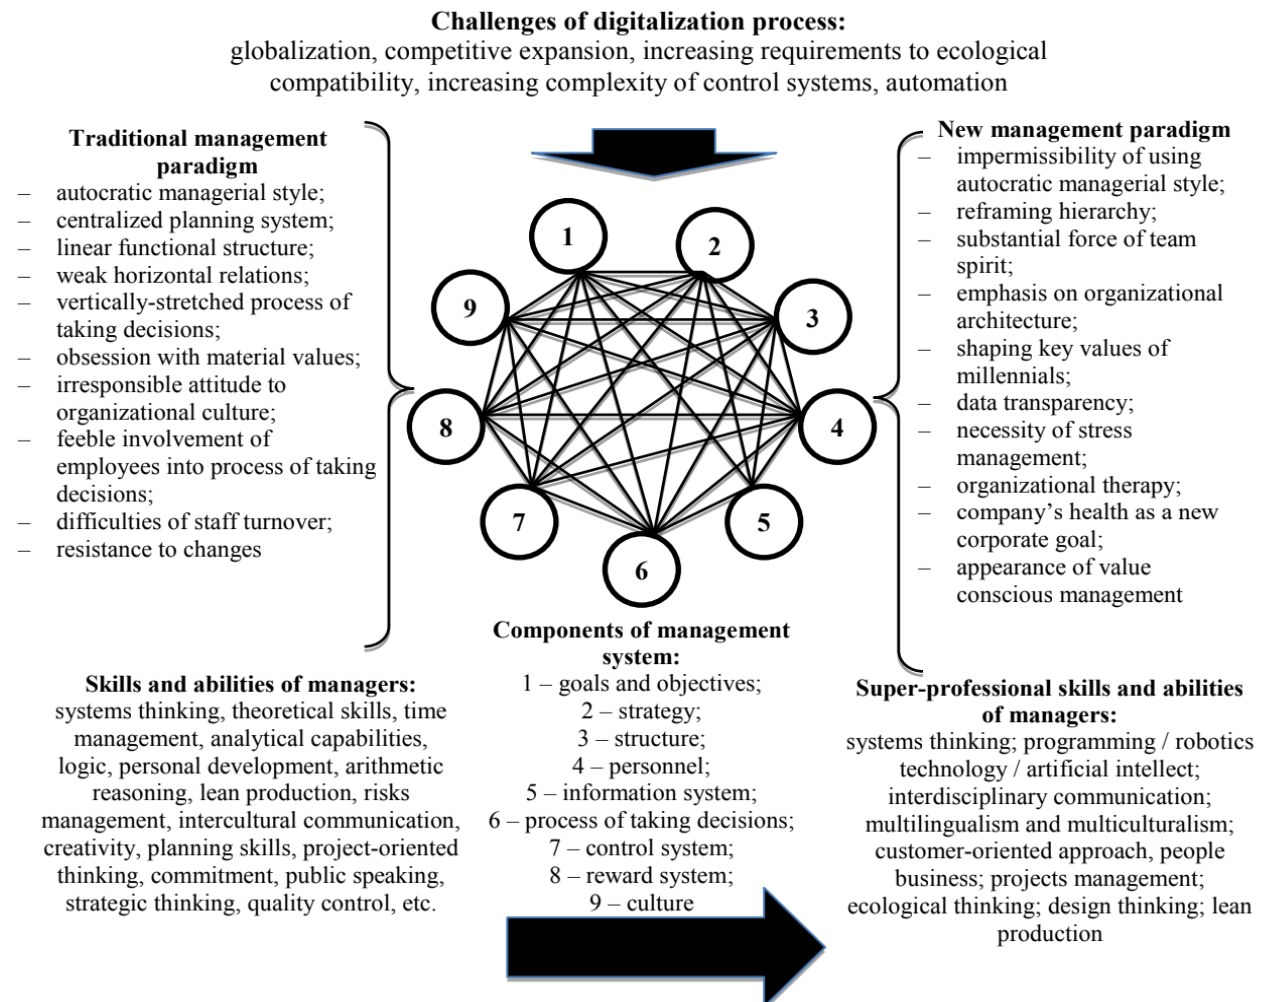 Challenges of digitalization process:
globalization, competitive expansion, increasing requirements to ecological
compatibility, increasing complexity of control systems, automation
Traditional management
paradigm
– autocratic managerial style;
– centralized planning system;
– linear functional structure;
– weak horizontal relations;
– vertically-stretched process of
taking decisions;
– obsession with material values;
– irresponsible attitude to
organizational culture;
– feeble involvement of
employees into process of taking
decisions;
– difficulties of staff turnover;
– resistance to changes
1
2
3
4
5
6
7
8
9
New management paradigm
– impermissibility of using
autocratic managerial style;
– reframing hierarchy;
– substantial force of team
spirit;
– emphasis on organizational
architecture;
– shaping key values of
millennials;
– data transparency;
– necessity of stress
management;
– organizational therapy;
– company’s health as a new
corporate goal;
– appearance of value
conscious management
Skills and abilities of managers:
systems thinking, theoretical skills, time
management, analytical capabilities,
logic, personal development, arithmetic
reasoning, lean production, risks
management, intercultural communication,
creativity, planning skills, project-oriented
thinking, commitment, public speaking,
strategic thinking, quality control, etc.
Components of management
system:
1 – goals and objectives;
2 – strategy;
3 – structure;
4 – personnel;
5 – information system;
6 – process of taking decisions;
7 – control system;
8 – reward system;
9 – culture
Super-professional skills and abilities
of managers:
systems thinking; programming / robotics
technology / artificial intellect;
interdisciplinary communication;
multilingualism and multiculturalism;
customer-oriented approach, people
business; projects management;
ecological thinking; design thinking; lean
production